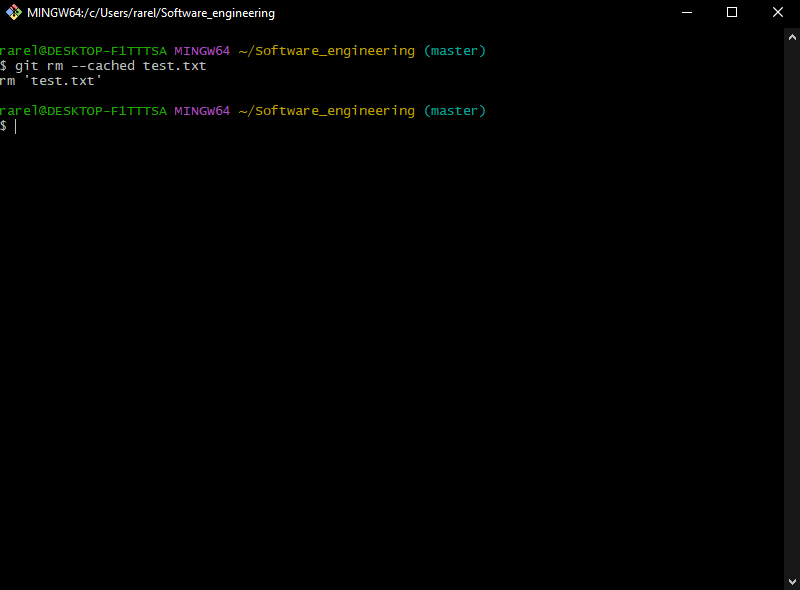 MINGW64:/c/Users/rarel/Software_engineering
rarel@DESKTOP-F1TTTSA MINGW64 ~/Software_engineering (master)
$ git rm --cached test.txt
rm 'test.txt'
rarel@DESKTOP-F1TTTSA MINGW64 ~/Software_engineering (master)
$